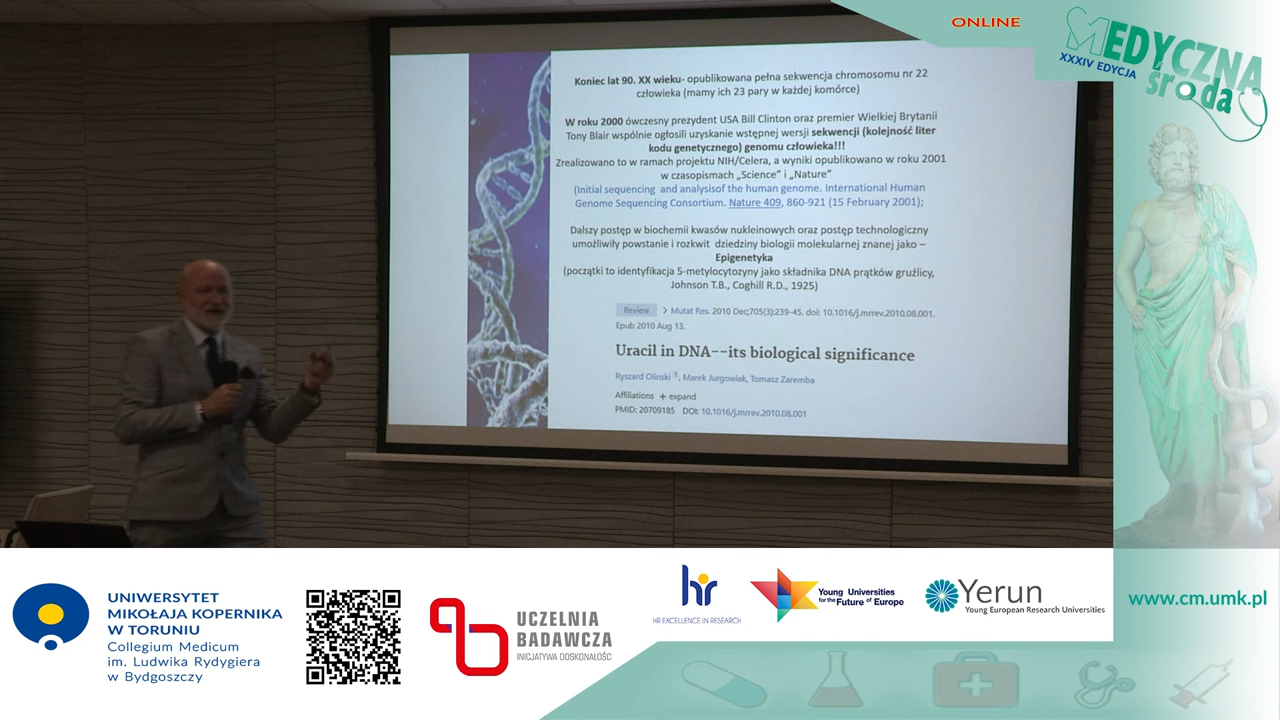 ONLINE
MEDYCZNA
środa
XXXIV EDYCJA
Koniec lat 90. XX wieku- opublikowana pełna sekwencja chromosomu nr 22
człowieka (mamy ich 23 pary w każdej komórce)
W roku 2000 ówczesny prezydent USA Bill Clinton oraz premier Wielkiej Brytanii
Tony Blair wspólnie ogłosili uzyskanie wstępnej wersji sekwencji (kolejność liter
kodu genetycznego) genomu człowieka!!!
Zrealizowano to w ramach projektu NIH/Celera, a wyniki opublikowano w roku 2001
w czasopismach „Science” i „Nature”
(Initial sequencing and analysisof the human genome. International Human
Genome Sequencing Consortium. Nature 409, 860-921 (15 February 2001);
Dalszy postęp w biochemii kwasów nukleinowych oraz postęp technologiczny
umożliwiły powstanie i rozkwit dziedziny biologii molekularnej znanej jako –
Epigenetyka
(początki to identyfikacja 5-metylocytozyny jako składnika DNA prątków gruźlicy,
Johnson T.B., Coghill R.D., 1925)
Review > Mutat Res. 2010 Dec;705(3):239-45. doi: 10.1016/j.mrrev.2010.08.001.
Epub 2010 Aug 13.
Uracil in DNA--its biological significance
Ryszard Olinski 1, Marek Jurgowiak, Tomasz Zaremba
Affiliations + expand
PMID: 20709185 DOI: 10.1016/j.mrrev.2010.08.001
UNIWERSYTET
MIKOŁAJA KOPERNIKA
W TORUNIU
Collegium Medicum
im. Ludwika Rydygiera
w Bydgoszczy
UCZELNIA
BADAWCZA
INICJATYWA DOSKONAŁOŚCI
hr
HR EXCELLENCE IN RESEARCH
Young Universities
for the Future of Europe
Yerun
Young European Research Universities
www.cm.umk.pl